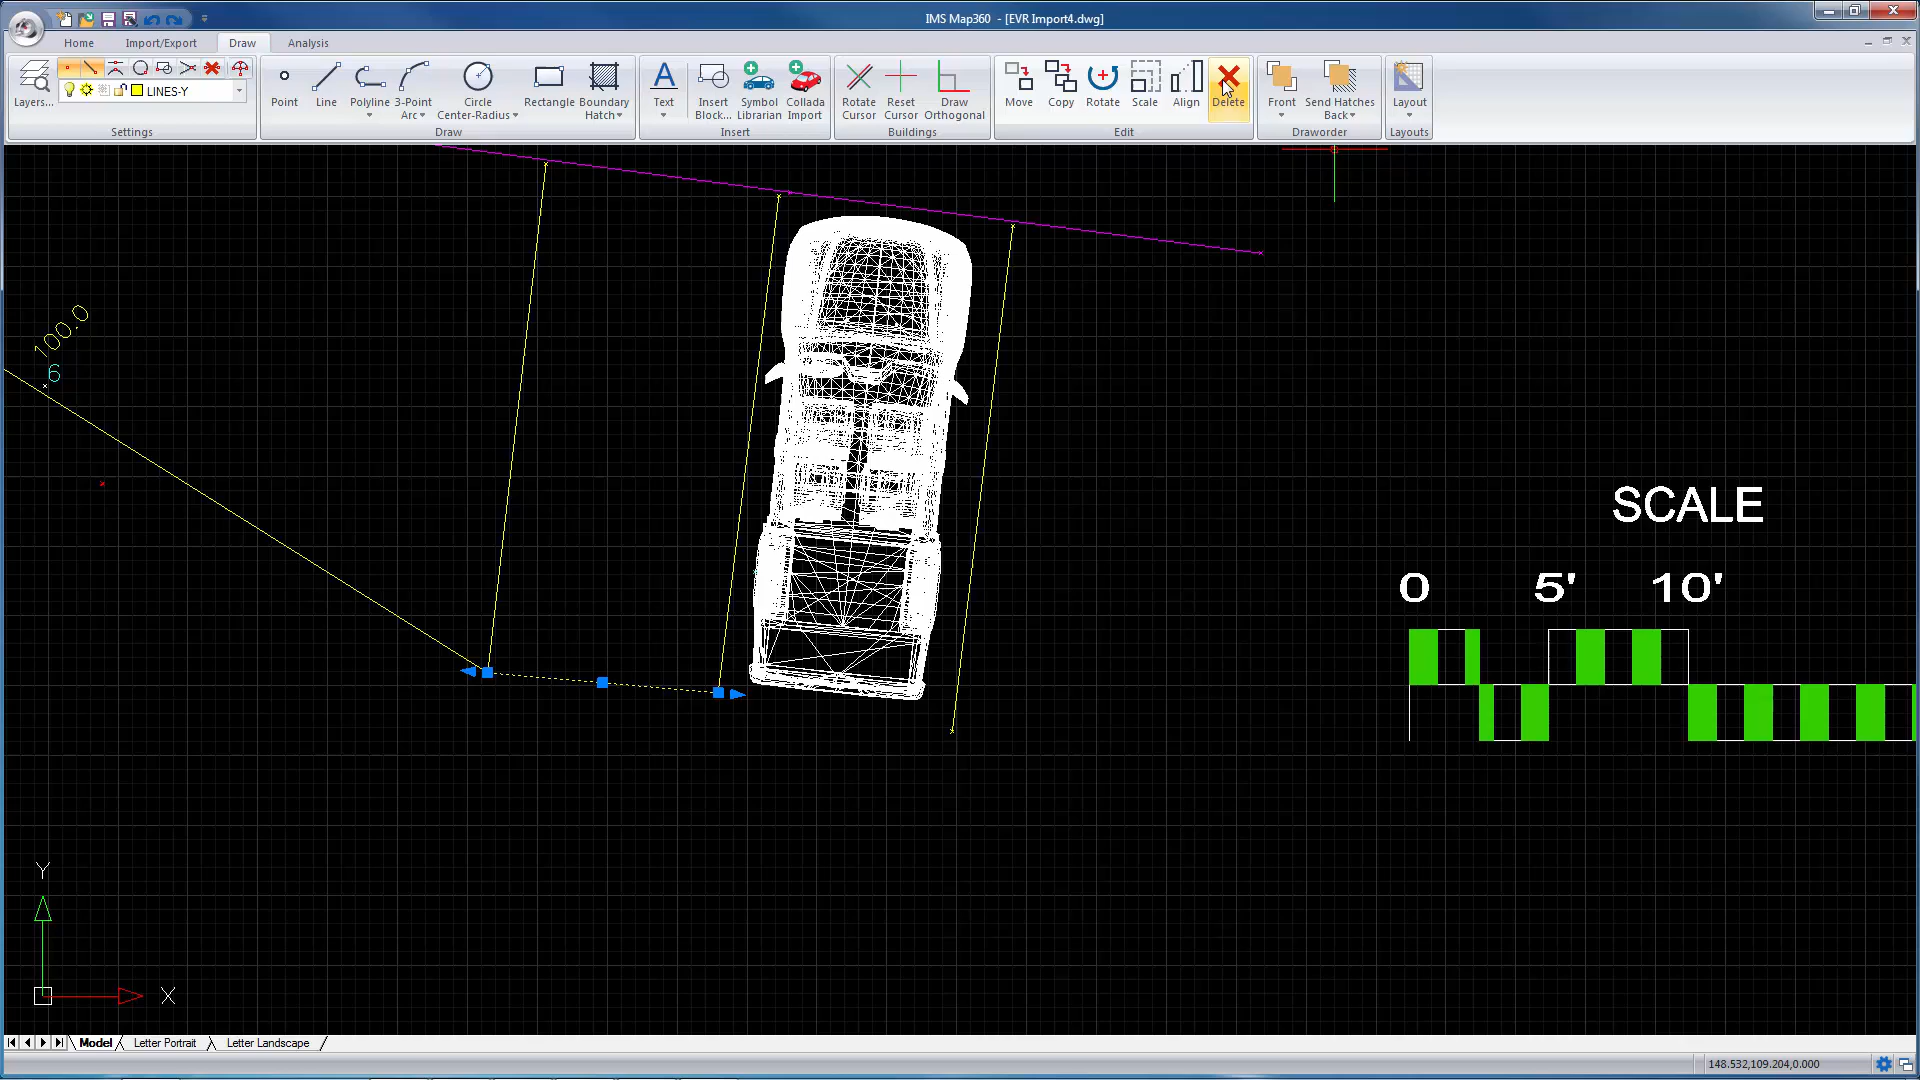 IMS Map360 - [EVR Import4.dwg]
Home Import/Export Draw Analysis
Layers...
LINES-Y
Settings
Point Line Polyline 3-Point Arc Circle Center-Radius Rectangle Boundary Hatch
Draw
Text Insert Block... Symbol Librarian Collada Import
Insert
Rotate Cursor Reset Cursor Draw Orthogonal
Buildings
Move Copy Rotate Scale Align Delete
Edit
Front Send Hatches Back
Draworder
Layout
Layouts
100.0
6
SCALE
0 5' 10'
Y
X
Model Letter Portrait Letter Landscape
148.532,109.204,0.000